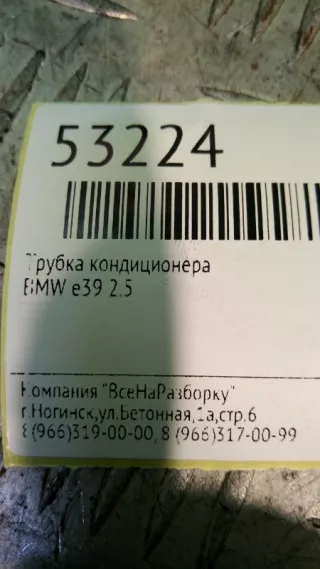 53224
Трубка кондиционера
BMW e39 2.5
Компания "ВсеНаРазборку"
г.Ногинск,ул.Бетонная,1а,стр.6
8(966)319-00-00, 8 (966)317-00-99